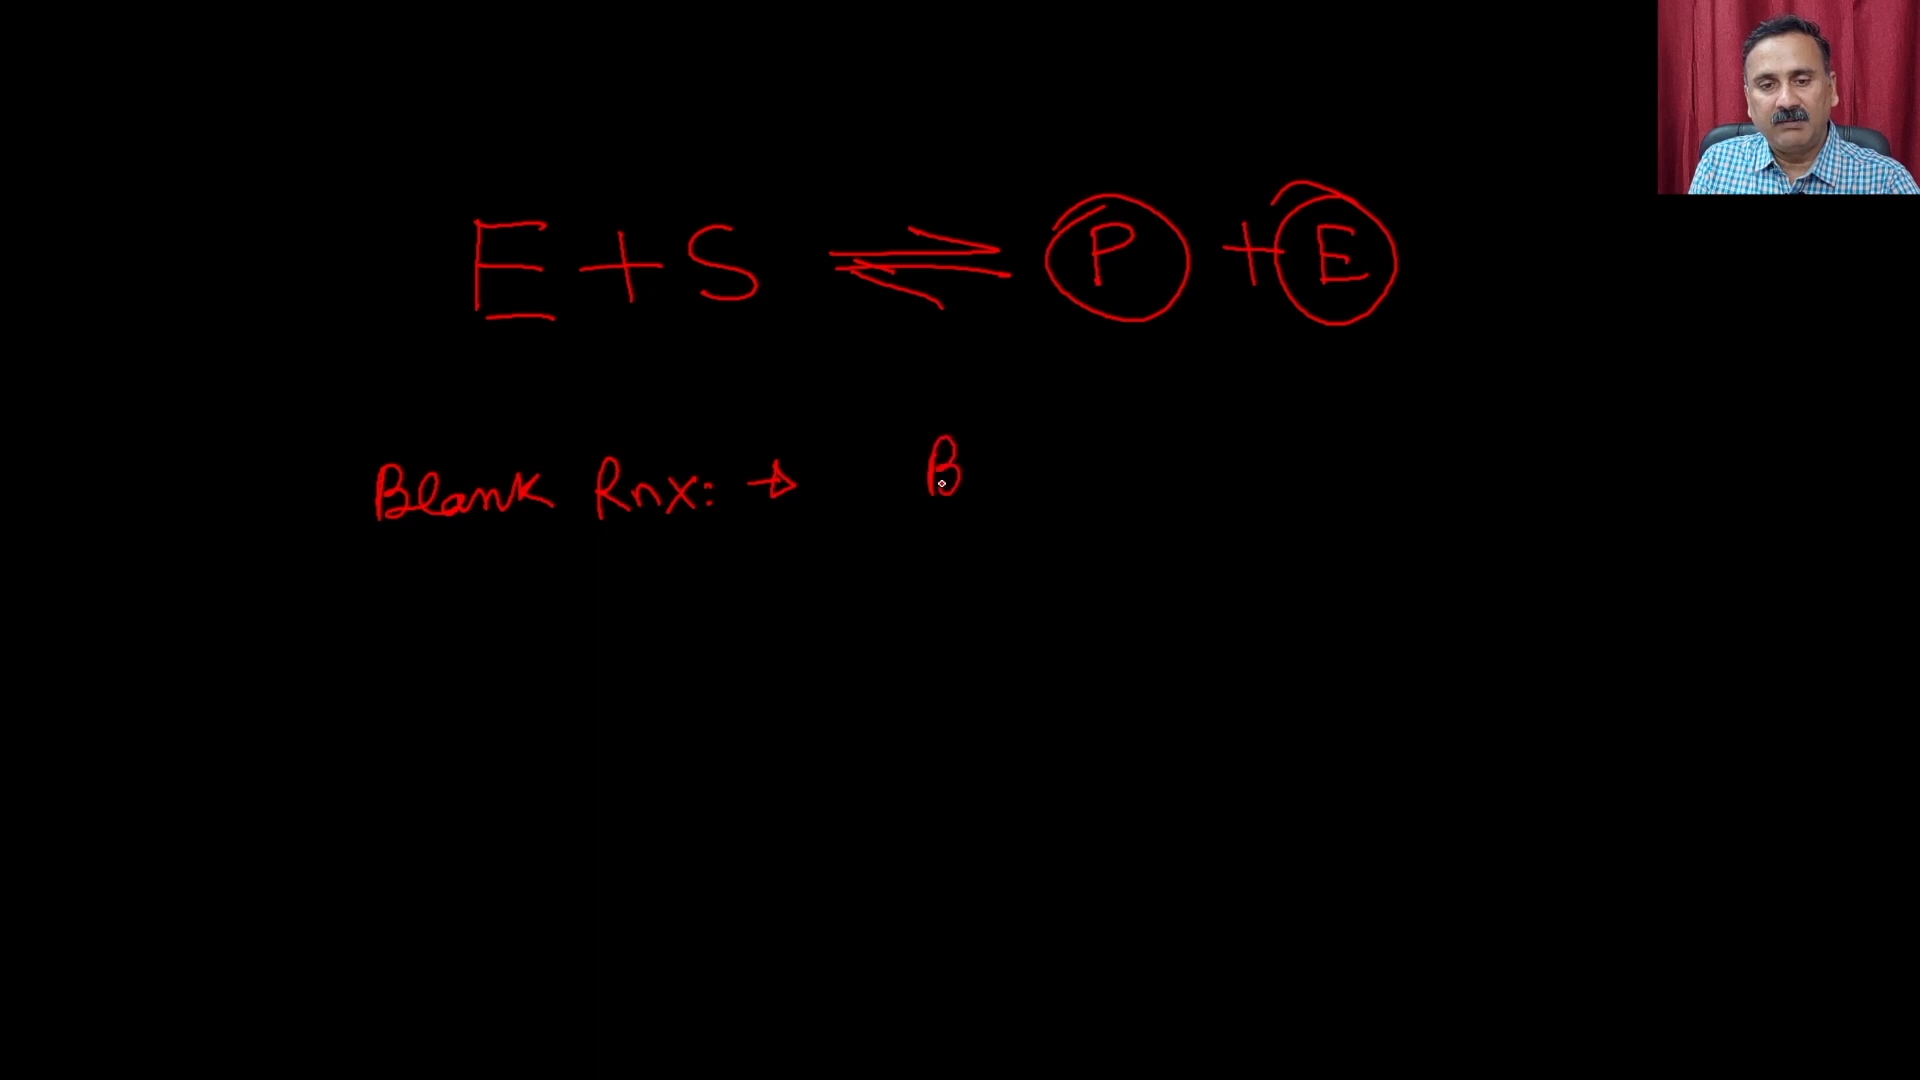 E + S ⇌ P + E
Blank Rnx: → B